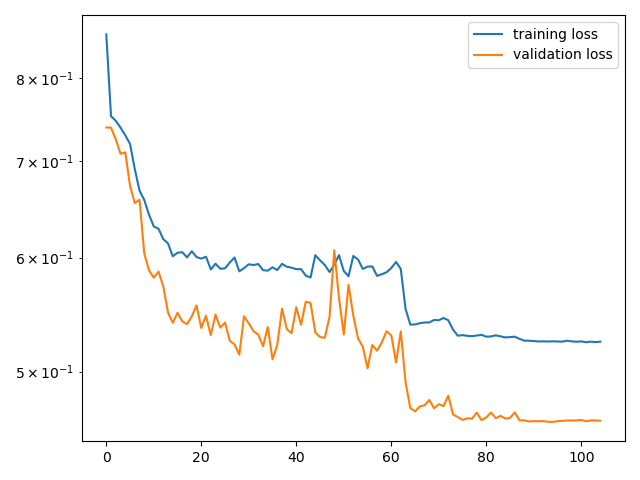 training loss
validation loss
8 × 10⁻¹
7 × 10⁻¹
6 × 10⁻¹
5 × 10⁻¹
0 20 40 60 80 100